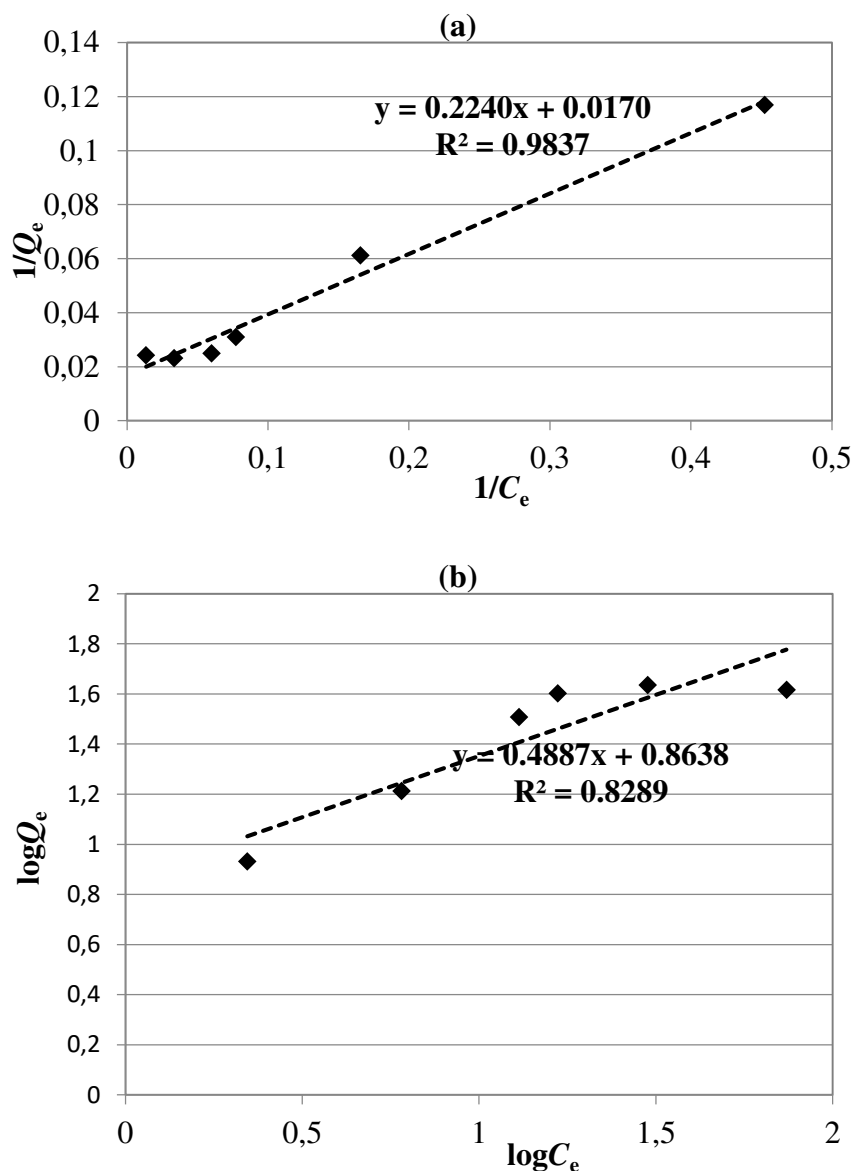 (a)
0,14
0,12
0,1
0,08
0,06
0,04
0,02
0
1/Qe
y = 0.2240x + 0.0170
R² = 0.9837
0 0,1 0,2 0,3 0,4 0,5
1/Ce
(b)
2
1,8
1,6
1,4
1,2
1
0,8
0,6
0,4
0,2
0
logQe
y = 0.4887x + 0.8638
R² = 0.8289
0 0,5 1 1,5 2
logCe